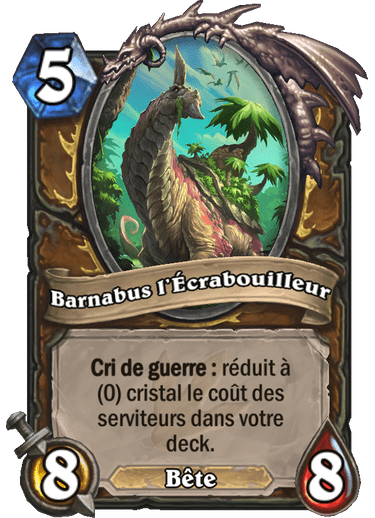 5
Barnabus l'Écrabouilleur
Cri de guerre : réduit à
(0) cristal le coût des
serviteurs dans votre
deck.
8
Bête
8